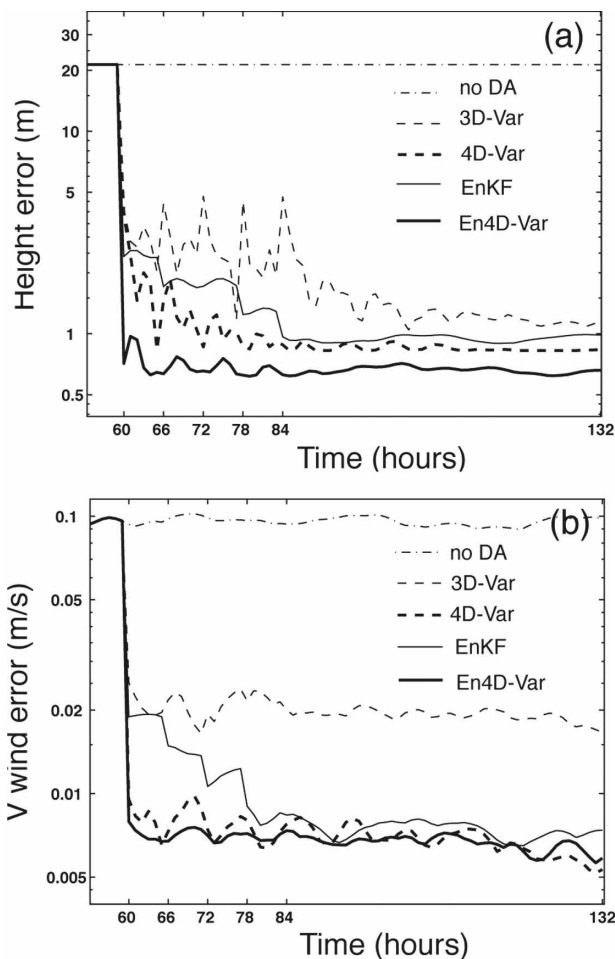 (a)
30
20
10
5
1
0.5
Height error (m)
no DA
3D-Var
4D-Var
EnKF
En4D-Var
60 66 72 78 84 132
Time (hours)
(b)
0.1
0.05
0.02
0.01
0.005
V wind error (m/s)
no DA
3D-Var
4D-Var
EnKF
En4D-Var
60 66 72 78 84 132
Time (hours)